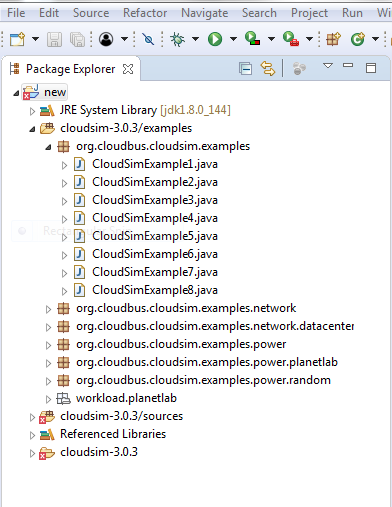 File Edit Source Refactor Navigate Search Project Run Wi
Package Explorer
new
JRE System Library [jdk1.8.0_144]
cloudsim-3.0.3/examples
org.cloudbus.cloudsim.examples
CloudSimExample1.java
CloudSimExample2.java
CloudSimExample3.java
CloudSimExample4.java
CloudSimExample5.java
CloudSimExample6.java
CloudSimExample7.java
CloudSimExample8.java
org.cloudbus.cloudsim.examples.network
org.cloudbus.cloudsim.examples.network.datacenter
org.cloudbus.cloudsim.examples.power
org.cloudbus.cloudsim.examples.power.planetlab
org.cloudbus.cloudsim.examples.power.random
workload.planetlab
cloudsim-3.0.3/sources
Referenced Libraries
cloudsim-3.0.3